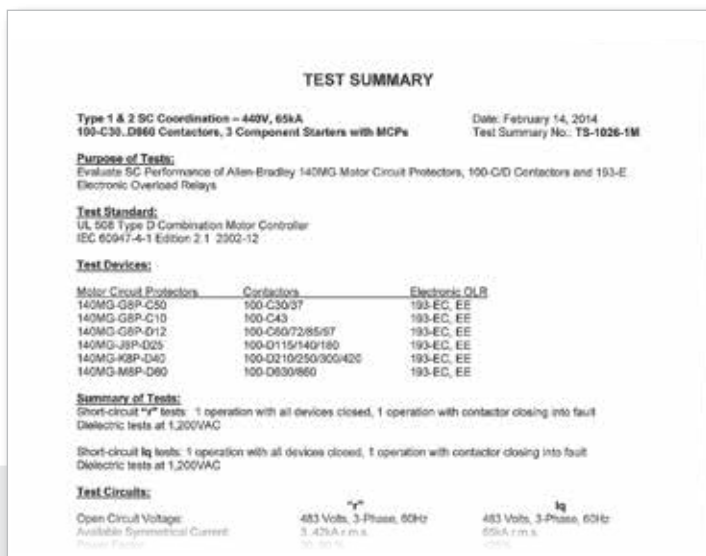 TEST SUMMARY
Type 1 & 2 SC Coordination – 440V, 65kA Date: February 14, 2014
100-C30..D860 Contactors, 3 Component Starters with MCPs Test Summary No.: TS-1026-1M
Purpose of Tests:
Evaluate SC Performance of Allen-Bradley 140MG Motor Circuit Protectors, 100-C/D Contactors and 193-E
Electronic Overload Relays
Test Standard:
UL 508 Type D Combination Motor Controller
IEC 60947-4-1 Edition 2.1 2002-12
Test Devices:
Motor Circuit Protectors Contactors Electronic OLR
140MG-G8P-C50 100-C30/37 193-EC, EE
140MG-G8P-C10 100-C43 193-EC, EE
140MG-G8P-D12 100-C60/72/85/97 193-EC, EE
140MG-J8P-D25 100-D115/140/180 193-EC, EE
140MG-K8P-D40 100-D210/250/300/420 193-EC, EE
140MG-M8P-D80 100-D630/860 193-EC, EE
Summary of Tests:
Short-circuit "r" tests: 1 operation with all devices closed, 1 operation with contactor closing into fault
Dielectric tests at 1,200VAC
Short-circuit Iq tests: 1 operation with all devices closed, 1 operation with contactor closing into fault
Dielectric tests at 1,200VAC
Test Circuits:
"r" Iq
Open Circuit Voltage: 483 Volts, 3-Phase, 60Hz 483 Volts, 3-Phase, 60Hz
Available Symmetrical Current: 3..42kA r.m.s. 65kA r.m.s.
Power Factor